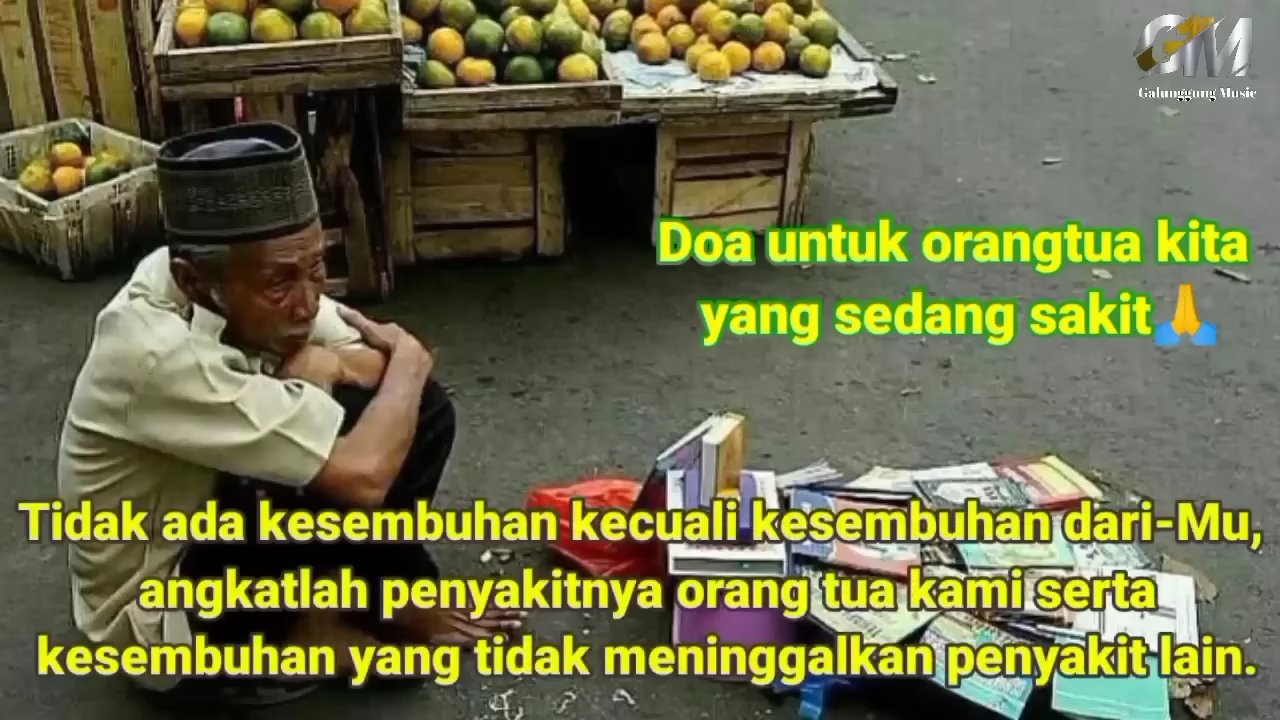 GM
Galunggung Music
Doa untuk orangtua kita
yang sedang sakit🙏
Tidak ada kesembuhan kecuali kesembuhan dari-Mu,
angkatlah penyakitnya orang tua kami serta
kesembuhan yang tidak meninggalkan penyakit lain.